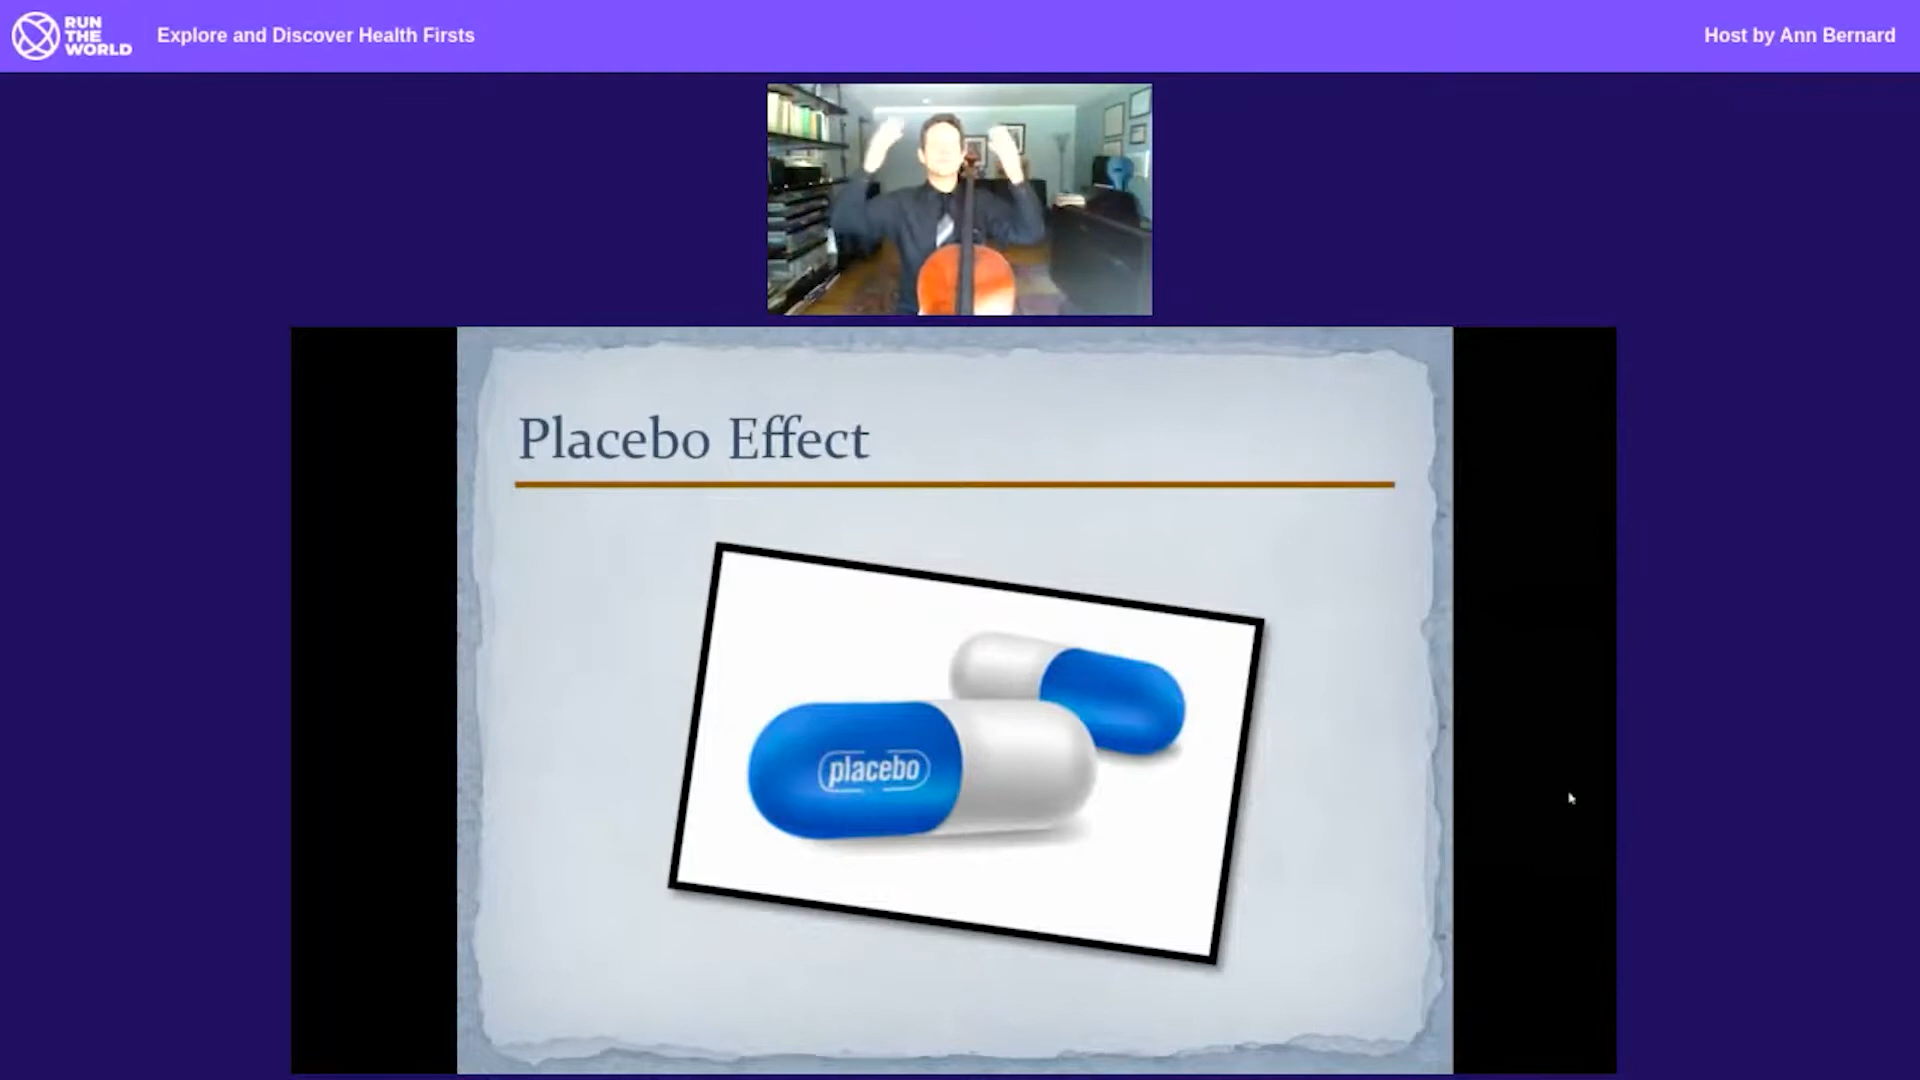 RUN
THE
WORLD
Explore and Discover Health Firsts
Host by Ann Bernard
Placebo Effect
placebo